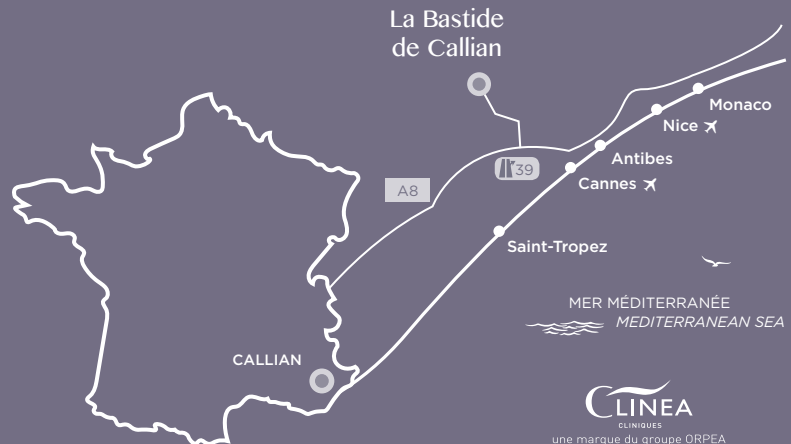 La Bastide
de Callian
Monaco
Nice
Antibes
39
A8
Cannes
Saint-Tropez
MER MÉDITERRANÉE
MEDITERRANEAN SEA
CALLIAN
CLINEA
CLINIQUES
une marque du groupe ORPEA